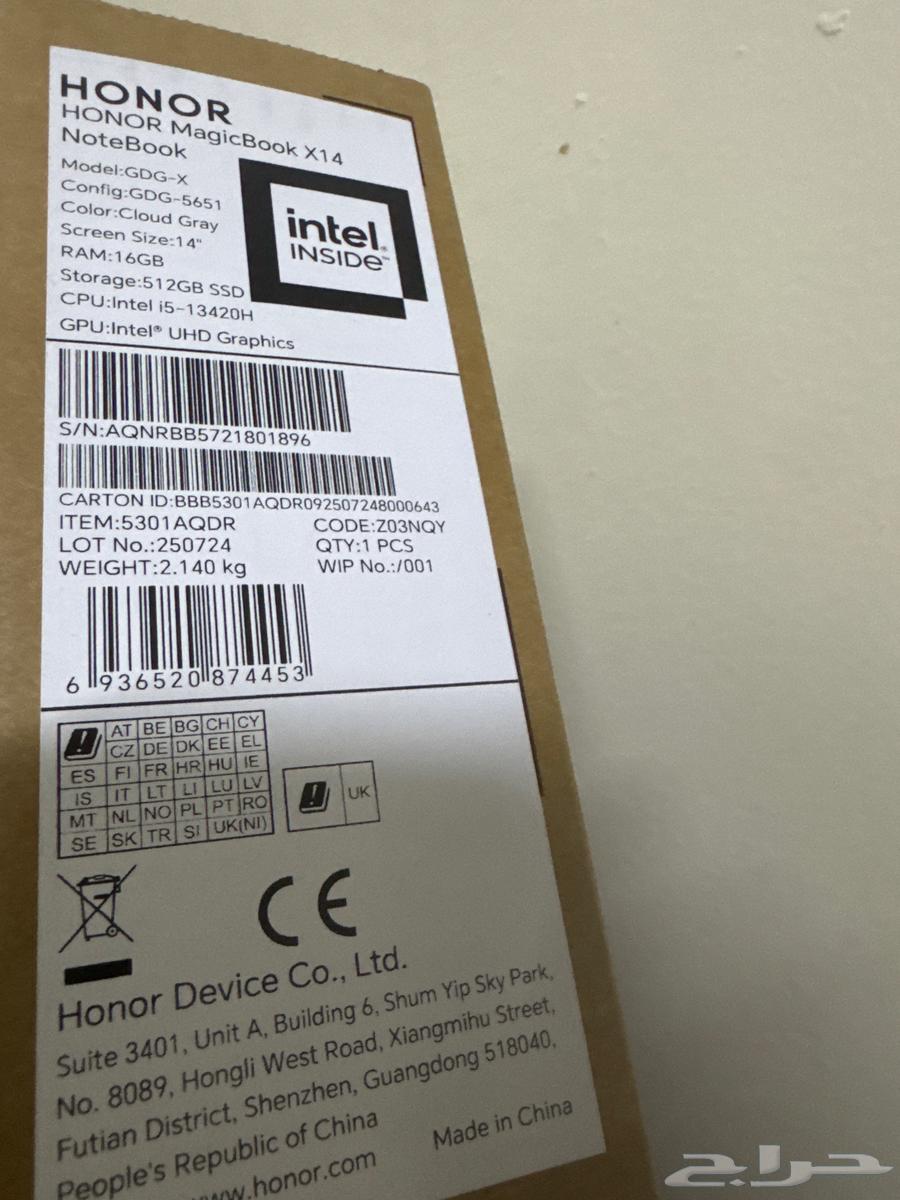 HONOR
HONOR MagicBook X14
NoteBook
Model:GDG-X
Config:GDG-5651
Color:Cloud Gray
Screen Size:14"
RAM:16GB
Storage:512GB SSD
CPU:Intel i5-13420H
GPU:Intel® UHD Graphics
intel®
INSIDE™
S/N:AQNRBB5721801896
CARTON ID:BBB5301AQDR092507248000643
ITEM:5301AQDR CODE:Z03NQY
LOT No.:250724 QTY:1 PCS
WEIGHT:2.140 kg WIP No.:/001
6 936520 874453
AT BE BG CH CY
CZ DE DK EE EL
ES FI FR HR HU IE
IS IT LT LI LU LV
MT NL NO PL PT RO
SE SK TR SI UK(NI)
UK
CE
Honor Device Co., Ltd.
Suite 3401, Unit A, Building 6, Shum Yip Sky Park,
No. 8089, Hongli West Road, Xiangmihu Street,
Futian District, Shenzhen, Guangdong 518040,
People's Republic of China
www.honor.com Made in China
حراج